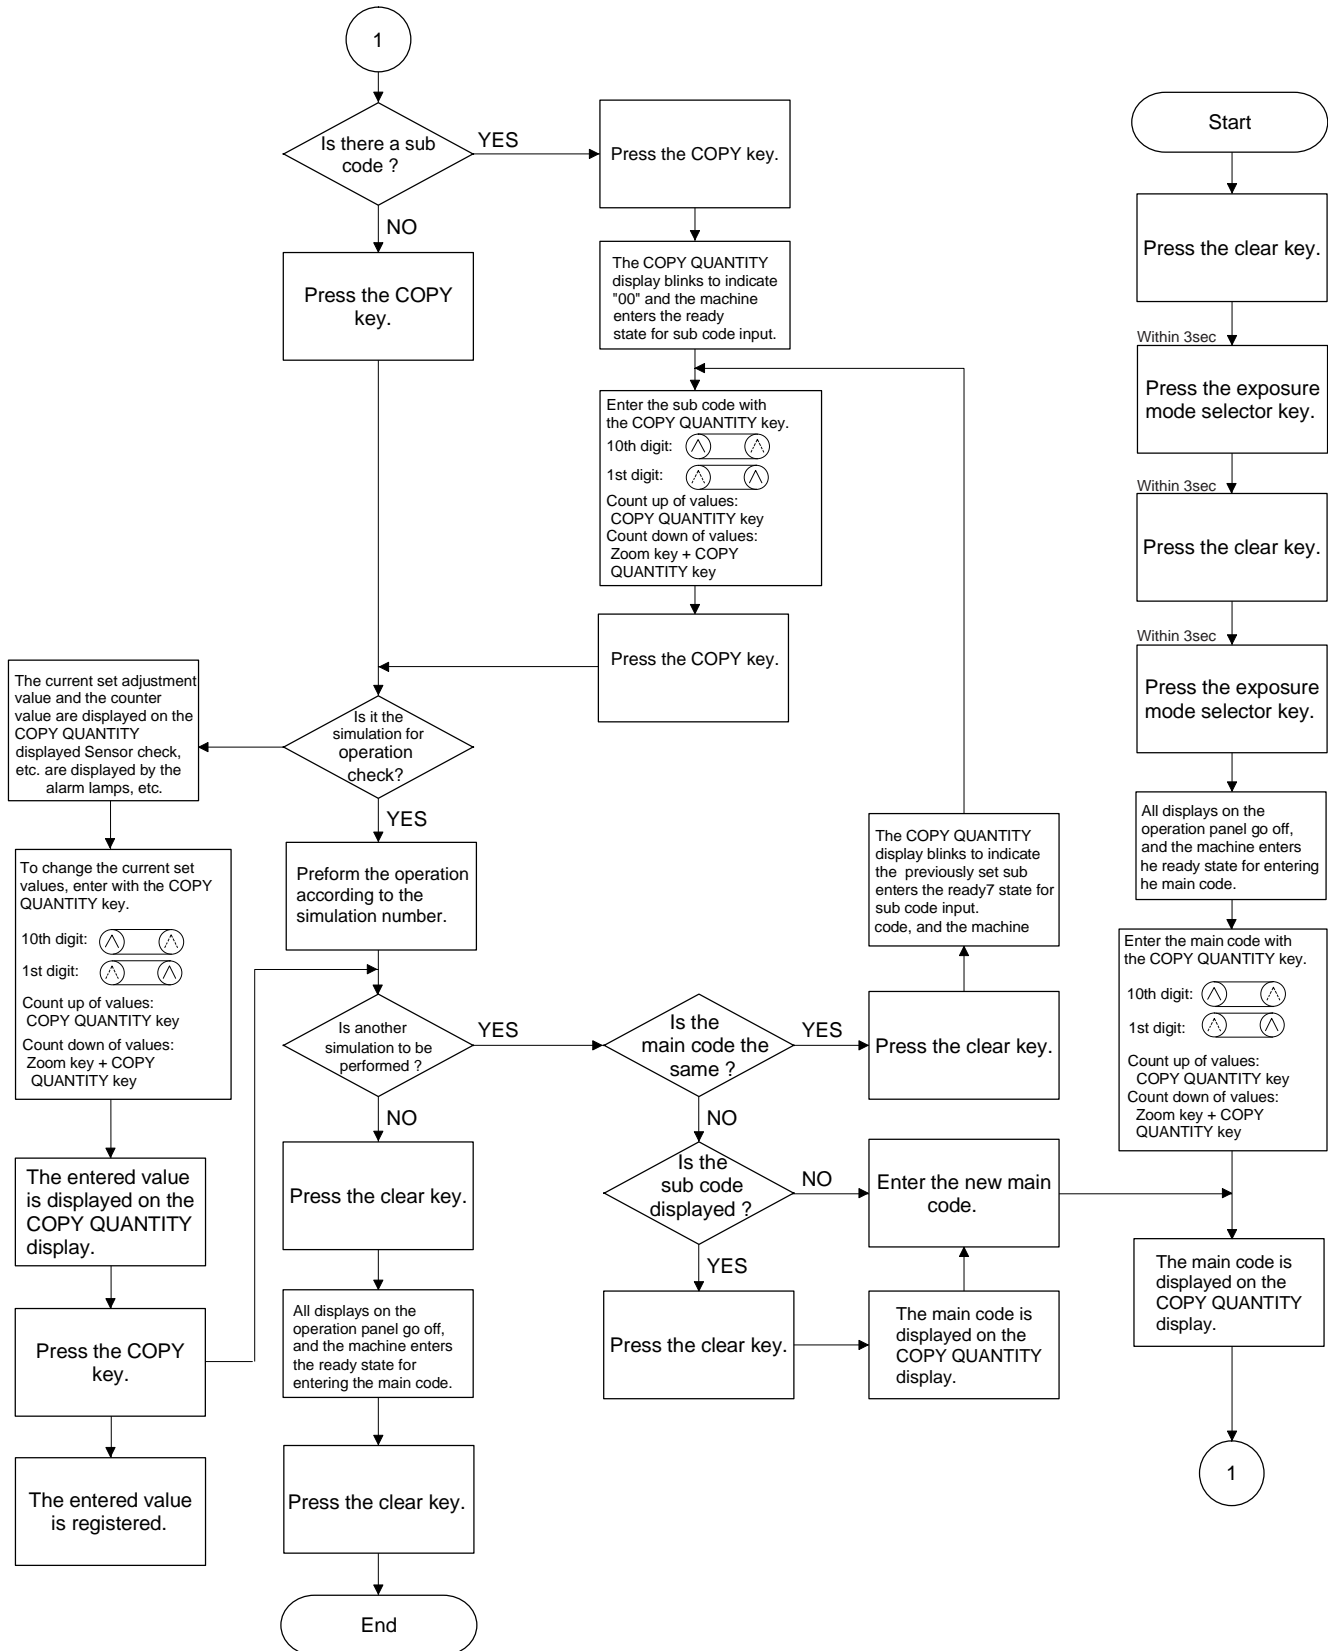 1
Is there a sub
code ?
YES
NO
Press the COPY key.
Press the COPY
key.
The COPY QUANTITY
display blinks to indicate
"00" and the machine
enters the ready
state for sub code input.
Enter the sub code with
the COPY QUANTITY key.
10th digit:
1st digit:
Count up of values:
COPY QUANTITY key
Count down of values:
Zoom key + COPY
QUANTITY key
Press the COPY key.
Is it the
simulation for
operation
check?
YES
The current set adjustment
value and the counter
value are displayed on the
COPY QUANTITY
displayed Sensor check,
etc. are displayed by the
alarm lamps, etc.
To change the current set
values, enter with the COPY
QUANTITY key.
10th digit:
1st digit:
Count up of values:
COPY QUANTITY key
Count down of values:
Zoom key + COPY
QUANTITY key
The entered value
is displayed on the
COPY QUANTITY
display.
Press the COPY
key.
The entered value
is registered.
Preform the operation
according to the
simulation number.
Is another
simulation to be
performed ?
YES
NO
Press the clear key.
All displays on the
operation panel go off,
and the machine enters
the ready state for
entering the main code.
Press the clear key.
End
Is the
main code the
same ?
YES
NO
Press the clear key.
The COPY QUANTITY
display blinks to indicate
the  previously set sub
enters the ready7 state for
sub code input.
code, and the machine
Is the
sub code
displayed ?
NO
YES
Enter the new main
code.
Press the clear key.
The main code is
displayed on the
COPY QUANTITY
display.
Start
Press the clear key.
Within 3sec
Press the exposure
mode selector key.
Within 3sec
Press the clear key.
Within 3sec
Press the exposure
mode selector key.
All displays on the
operation panel go off,
and the machine enters
he ready state for entering
he main code.
Enter the main code with
the COPY QUANTITY key.
10th digit:
1st digit:
Count up of values:
COPY QUANTITY key
Count down of values:
Zoom key + COPY
QUANTITY key
The main code is
displayed on the
COPY QUANTITY
display.
1